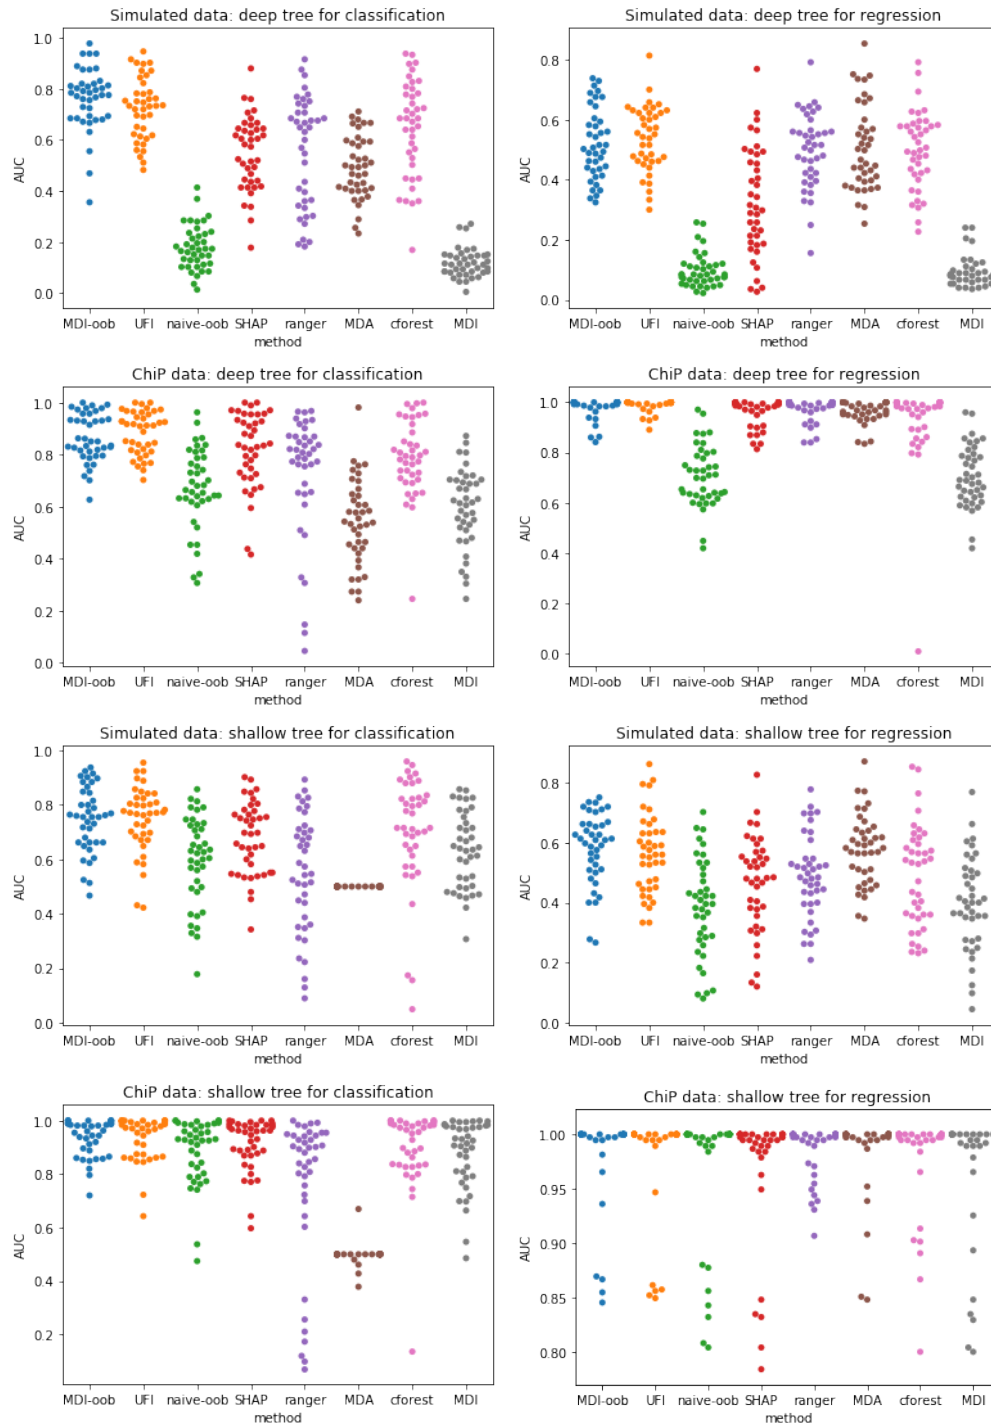 Simulated data: deep tree for classification
1.0
0.8
0.6
0.4
0.2
0.0
AUC
MDI-oob UFI naive-oob SHAP ranger MDA cforest MDI
method
Simulated data: deep tree for regression
0.8
0.6
0.4
0.2
0.0
AUC
MDI-oob UFI naive-oob SHAP ranger MDA cforest MDI
method
ChiP data: deep tree for classification
1.0
0.8
0.6
0.4
0.2
0.0
AUC
MDI-oob UFI naive-oob SHAP ranger MDA cforest MDI
method
ChiP data: deep tree for regression
1.0
0.8
0.6
0.4
0.2
0.0
AUC
MDI-oob UFI naive-oob SHAP ranger MDA cforest MDI
method
Simulated data: shallow tree for classification
1.0
0.8
0.6
0.4
0.2
0.0
AUC
MDI-oob UFI naive-oob SHAP ranger MDA cforest MDI
method
Simulated data: shallow tree for regression
0.8
0.6
0.4
0.2
0.0
AUC
MDI-oob UFI naive-oob SHAP ranger MDA cforest MDI
method
ChiP data: shallow tree for classification
1.0
0.8
0.6
0.4
0.2
AUC
MDI-oob UFI naive-oob SHAP ranger MDA cforest MDI
method
ChiP data: shallow tree for regression
1.00
0.95
0.90
0.85
0.80
AUC
MDI-oob UFI naive-oob SHAP ranger MDA cforest MDI
method